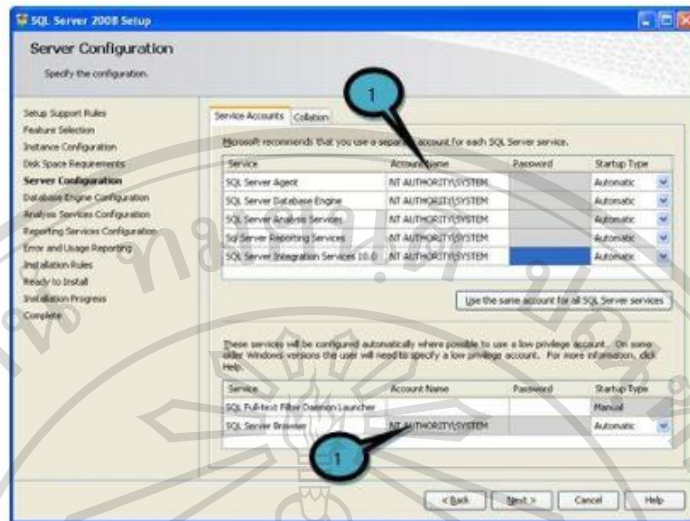 SQL Server 2008 Setup
Server Configuration
Specify the configuration.
Setup Support Rules
Feature Selection
Instance Configuration
Disk Space Requirements
Server Configuration
Database Engine Configuration
Analysis Services Configuration
Reporting Services Configuration
Error and Usage Reporting
Installation Rules
Ready to Install
Installation Progress
Complete
1
Service Accounts Collation
Microsoft recommends that you use a separate account for each SQL Server service.
Service Account Name Password Startup Type
SQL Server Agent NT AUTHORITY\SYSTEM Automatic
SQL Server Database Engine NT AUTHORITY\SYSTEM Automatic
SQL Server Analysis Services NT AUTHORITY\SYSTEM Automatic
Sql Server Reporting Services NT AUTHORITY\SYSTEM Automatic
SQL Server Integration Services 10.0 NT AUTHORITY\SYSTEM Automatic
Use the same account for all SQL Server services
These services will be configured automatically where possible to use a low privilege account. On some
older Windows versions the user will need to specify a low privilege account. For more information, click
Help.
Service Account Name Password Startup Type
SQL Full-text Filter Daemon Launcher Manual
SQL Server Browser NT AUTHORITY\SYSTEM Automatic
1
< Back Next > Cancel Help